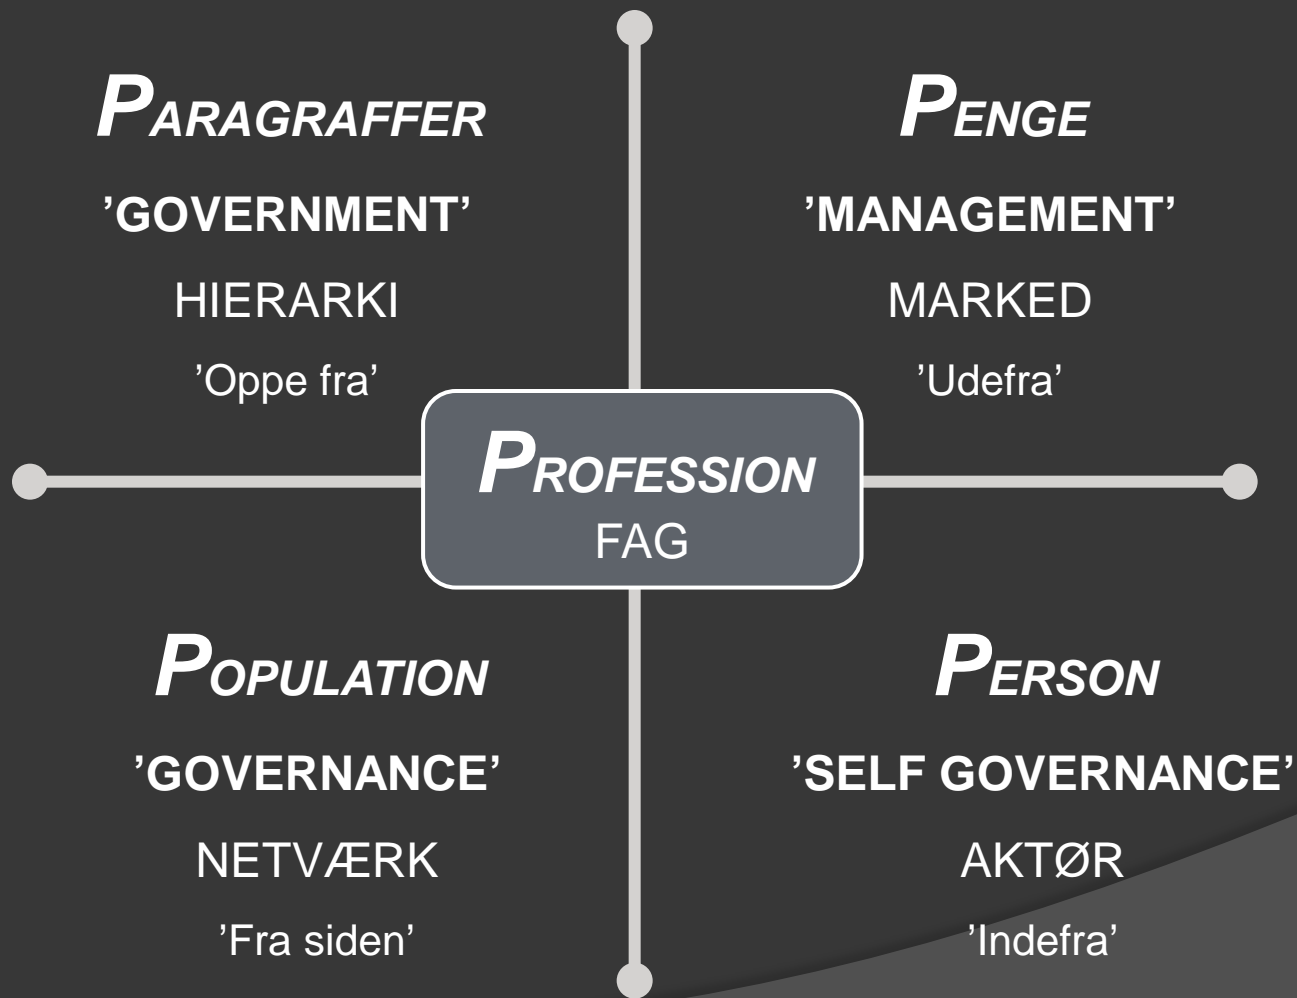 PARAGRAFFER
’GOVERNMENT’
HIERARKI
’Oppe fra’
PENGE
’MANAGEMENT’
MARKED
’Udefra’
PROFESSION
FAG
POPULATION
’GOVERNANCE’
NETVÆRK
’Fra siden’
PERSON
’SELF GOVERNANCE’
AKTØR
’Indefra’